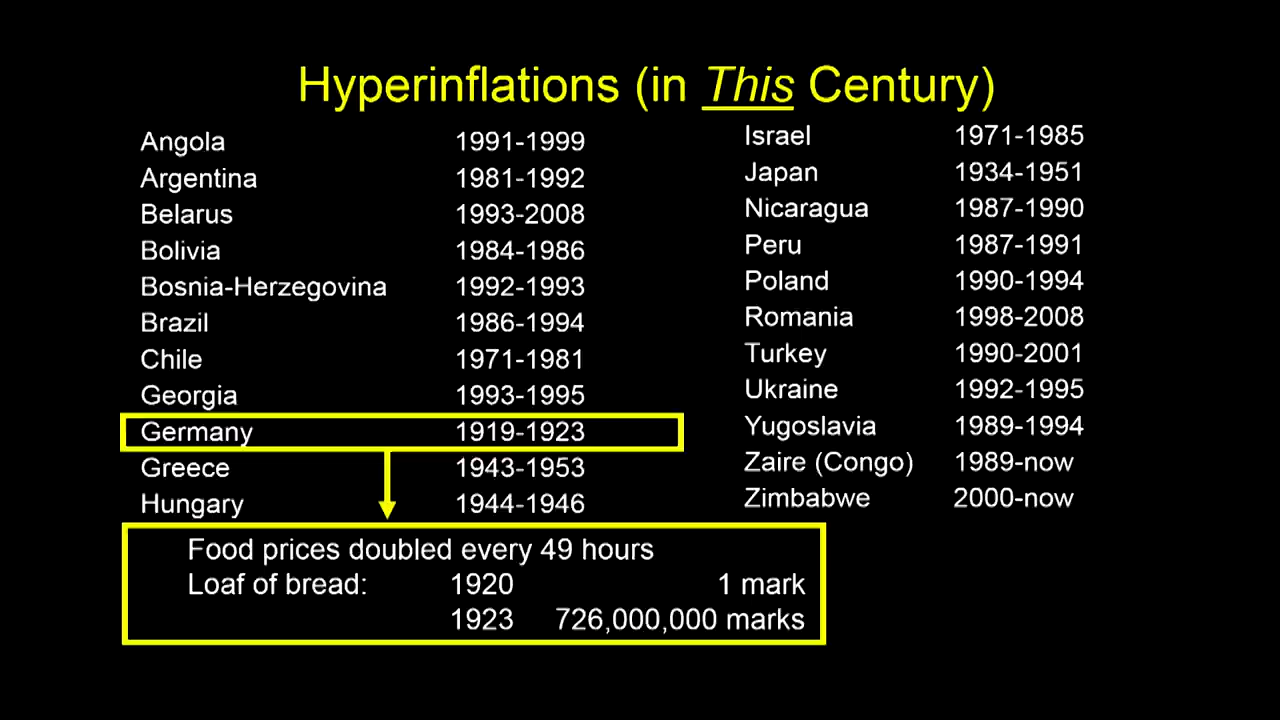 Hyperinflations (in This Century)
Angola 1991-1999
Argentina 1981-1992
Belarus 1993-2008
Bolivia 1984-1986
Bosnia-Herzegovina 1992-1993
Brazil 1986-1994
Chile 1971-1981
Georgia 1993-1995
Germany 1919-1923
Greece 1943-1953
Hungary 1944-1946
Israel 1971-1985
Japan 1934-1951
Nicaragua 1987-1990
Peru 1987-1991
Poland 1990-1994
Romania 1998-2008
Turkey 1990-2001
Ukraine 1992-1995
Yugoslavia 1989-1994
Zaire (Congo) 1989-now
Zimbabwe 2000-now
Food prices doubled every 49 hours
Loaf of bread: 1920 1 mark
1923 726,000,000 marks